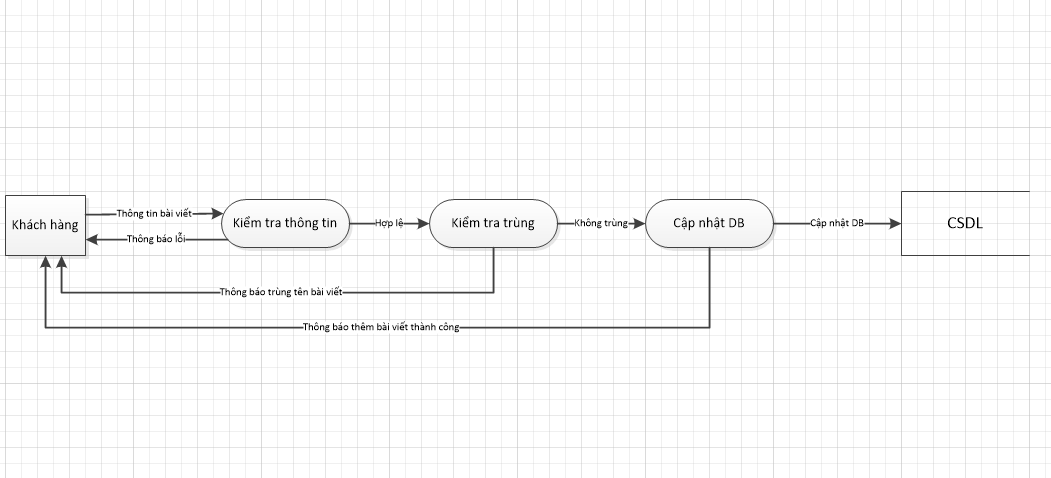 Khách hàng
Thông tin bài viết
Thông báo lỗi
Kiểm tra thông tin
Hợp lệ
Kiểm tra trùng
Không trùng
Cập nhật DB
Cập nhật DB
CSDL
Thông báo trùng tên bài viết
Thông báo thêm bài viết thành công